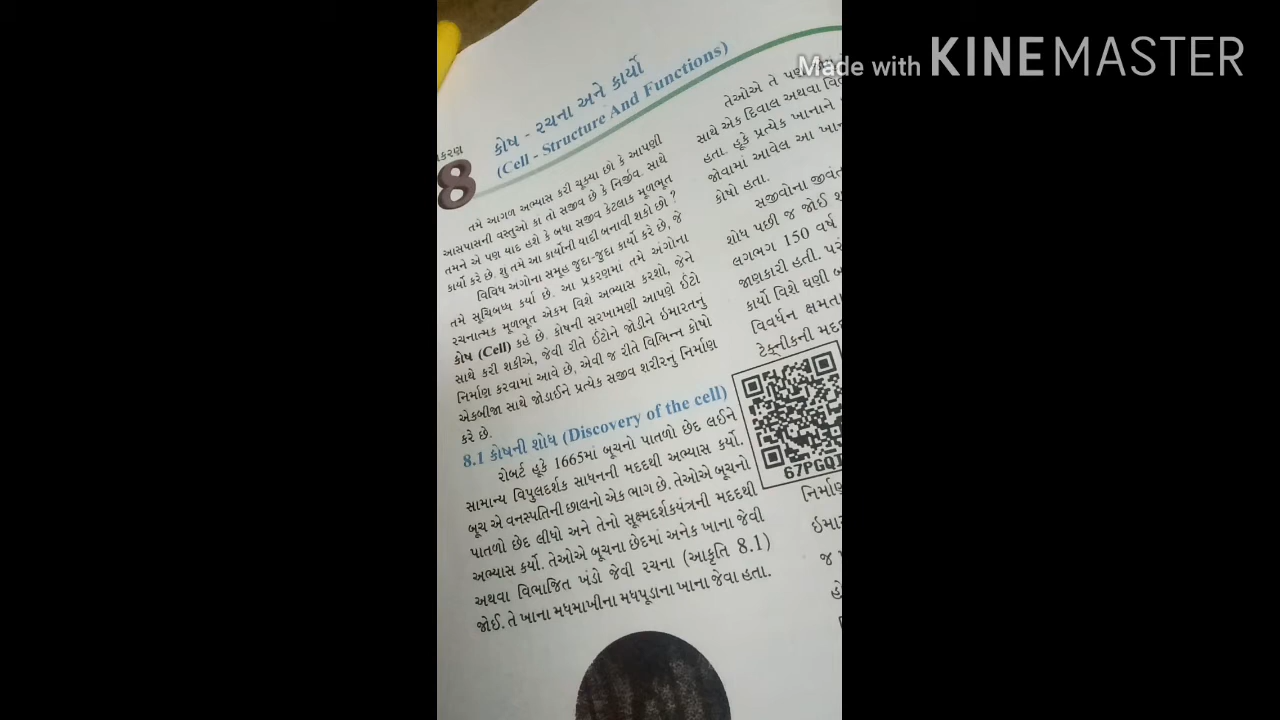 Made with KINEMASTER
કરણ
8
કોષ - રચના અને કાર્યો
(Cell - Structure And Functions)
તમે આગળ અભ્યાસ કરી ચૂક્યા છો કે આપણી
આસપાસની વસ્તુઓ કા તો સજીવ છે કે નિર્જીવ. સાથે
તમને એ પણ યાદ હશે કે બધા સજીવ કેટલાક મૂળભૂત
કાર્યો કરે છે. શુ તમે આ કાર્યોની યાદી બનાવી શકો છો ?
વિવિધ અંગોના સમૂહ જુદા-જુદા કાર્યો કરે છે, જે
તમે સૂચિબધ્ધ કર્યા છે. આ પ્રકરણમાં તમે અંગોના
રચનાત્મક મૂળભૂત એકમ વિશે અભ્યાસ કરશો, જેને
કોષ (Cell) કહે છે. કોષની સરખામણી આપણે ઈંટો
સાથે કરી શકીએ, જેવી રીતે ઈંટોને જોડીને ઇમારતનું
નિર્માણ કરવામાં આવે છે, એવી જ રીતે વિભિન્ન કોષો
એકબીજા સાથે જોડાઈને પ્રત્યેક સજીવ શરીરનું નિર્માણ
કરે છે.
8.1 કોષની શોધ (Discovery of the cell)
રોબર્ટ હૂકે 1665માં બૂચનો પાતળો છેદ લઈને
સામાન્ય વિપુલદર્શક સાધનની મદદથી અભ્યાસ કર્યો.
બૂચ એ વનસ્પતિની છાલનો એક ભાગ છે. તેઓએ બૂચનો
પાતળો છેદ લીધો અને તેનો સૂક્ષ્મદર્શકયંત્રની મદદથી
અભ્યાસ કર્યો. તેઓએ બૂચના છેદમાં અનેક ખાના જેવી
અથવા વિભાજિત ખંડો જેવી રચના (આકૃતિ 8.1)
જોઈ. તે ખાના મધમાખીના મધપૂડાના ખાના જેવા હતા.
તેઓએ તે પણ
સાથે એક દિવાલ અથવા
હતા. હૂકે પ્રત્યેક ખાનાને
જોવામાં આવેલ આ
કોષો હતા.
સજીવોના
શોધ પછી જ જોઈ
લગભગ 150 વર્ષ
જાણકારી હતી.
કાર્યો વિશે ઘણી
વિવર્ધન
ટેક્નીકની
67PGQ
જ